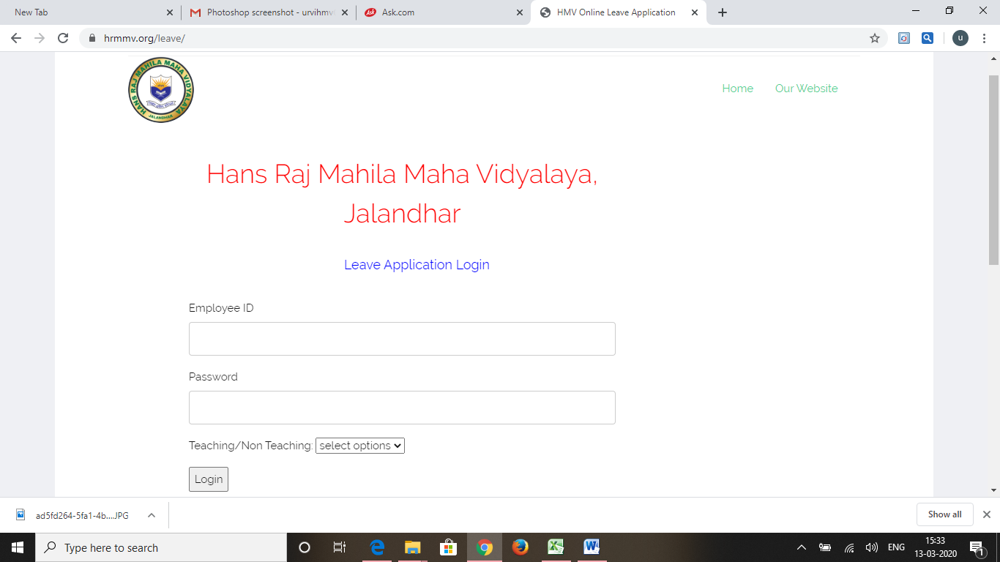 New Tab
Photoshop screenshot - urvihmv
Ask
Ask.com
HMV Online Leave Application
hrmmv.org/leave/
u
HANS RAJ MAHILA MAHA VIDYALAYA
JALANDHAR
Home
Our Website
Hans Raj Mahila Maha Vidyalaya,
Jalandhar
Leave Application Login
Employee ID
Password
Teaching/Non Teaching: select options
Login
ad5fd264-5fa1-4b....JPG
Show all
Type here to search
ENG
15:33
13-03-2020
1